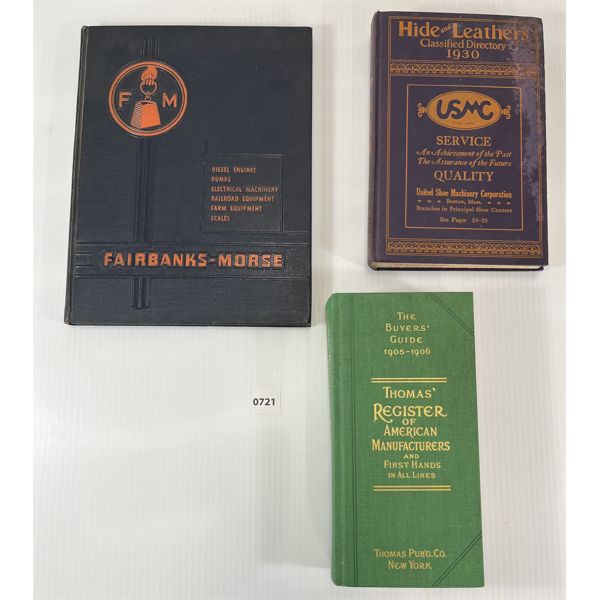 F M
DIESEL ENGINES
PUMPS
ELECTRICAL MACHINERY
RAILROAD EQUIPMENT
FARM EQUIPMENT
SCALES
FAIRBANKS-MORSE
Hide and Leathers
Classified Directory
1930
USMC
SERVICE
An Achievement of the Past
The Assurance of the Future
QUALITY
United Shoe Machinery Corporation
Boston, Mass.
Branches in Principal Shoe Centers
See Pages 24-25
THE
BUYERS'
GUIDE
1905-1906
THOMAS'
REGISTER
OF
AMERICAN
MANUFACTURERS
AND
FIRST HANDS
IN ALL LINES
THOMAS PUB'G. CO.
NEW YORK
0721